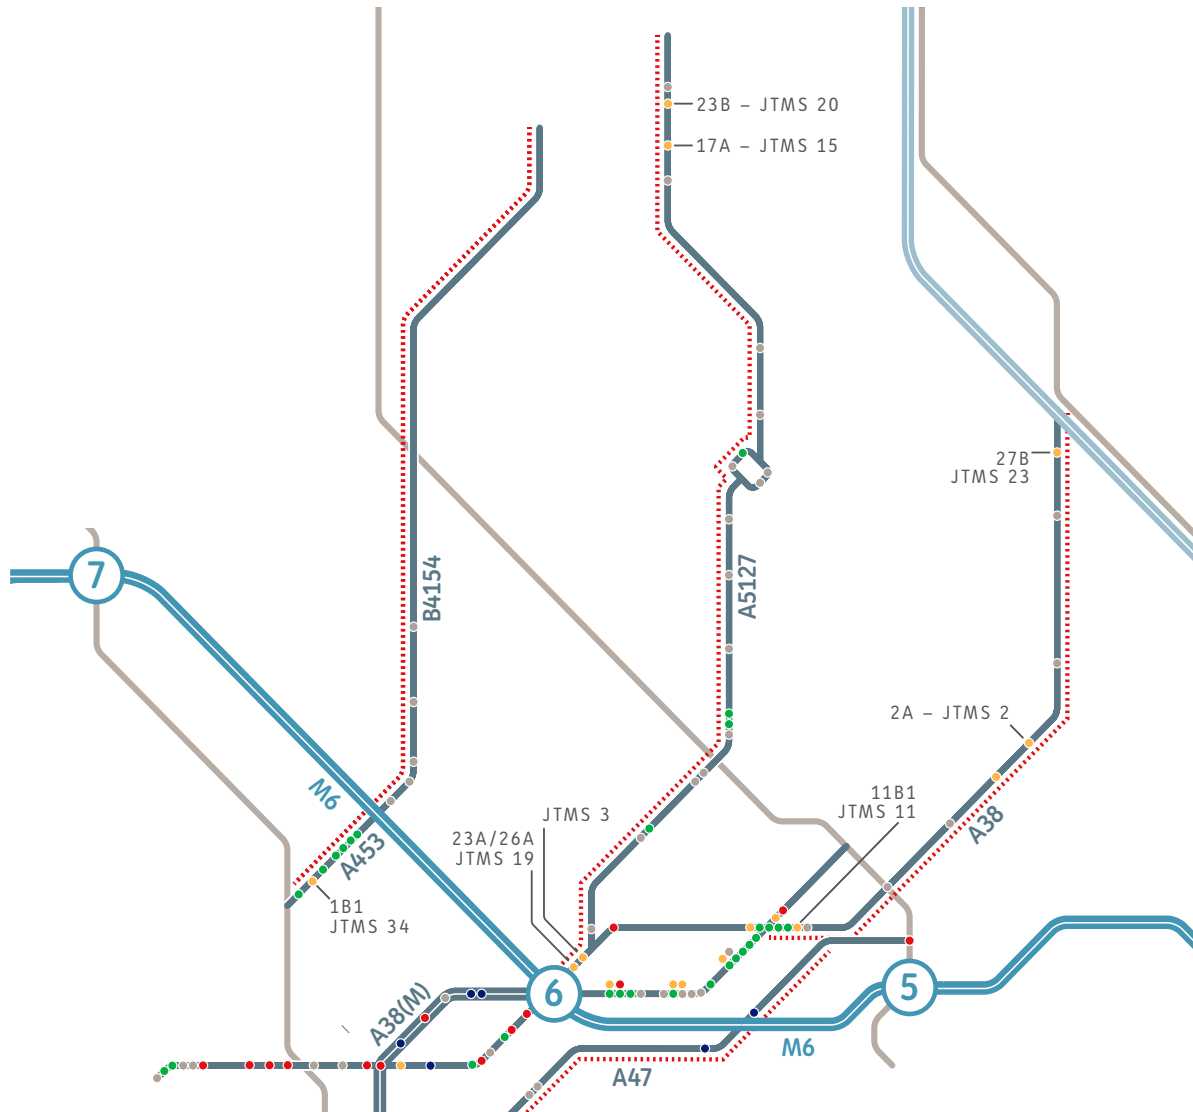 23B – JTMS 20
17A – JTMS 15
27B
JTMS 23
7
B4154
A5127
2A – JTMS 2
M6
11B1
JTMS 11
JTMS 3
23A/26A
JTMS 19
A38
A453
1B1
JTMS 34
6
5
A38(M)
M6
A47